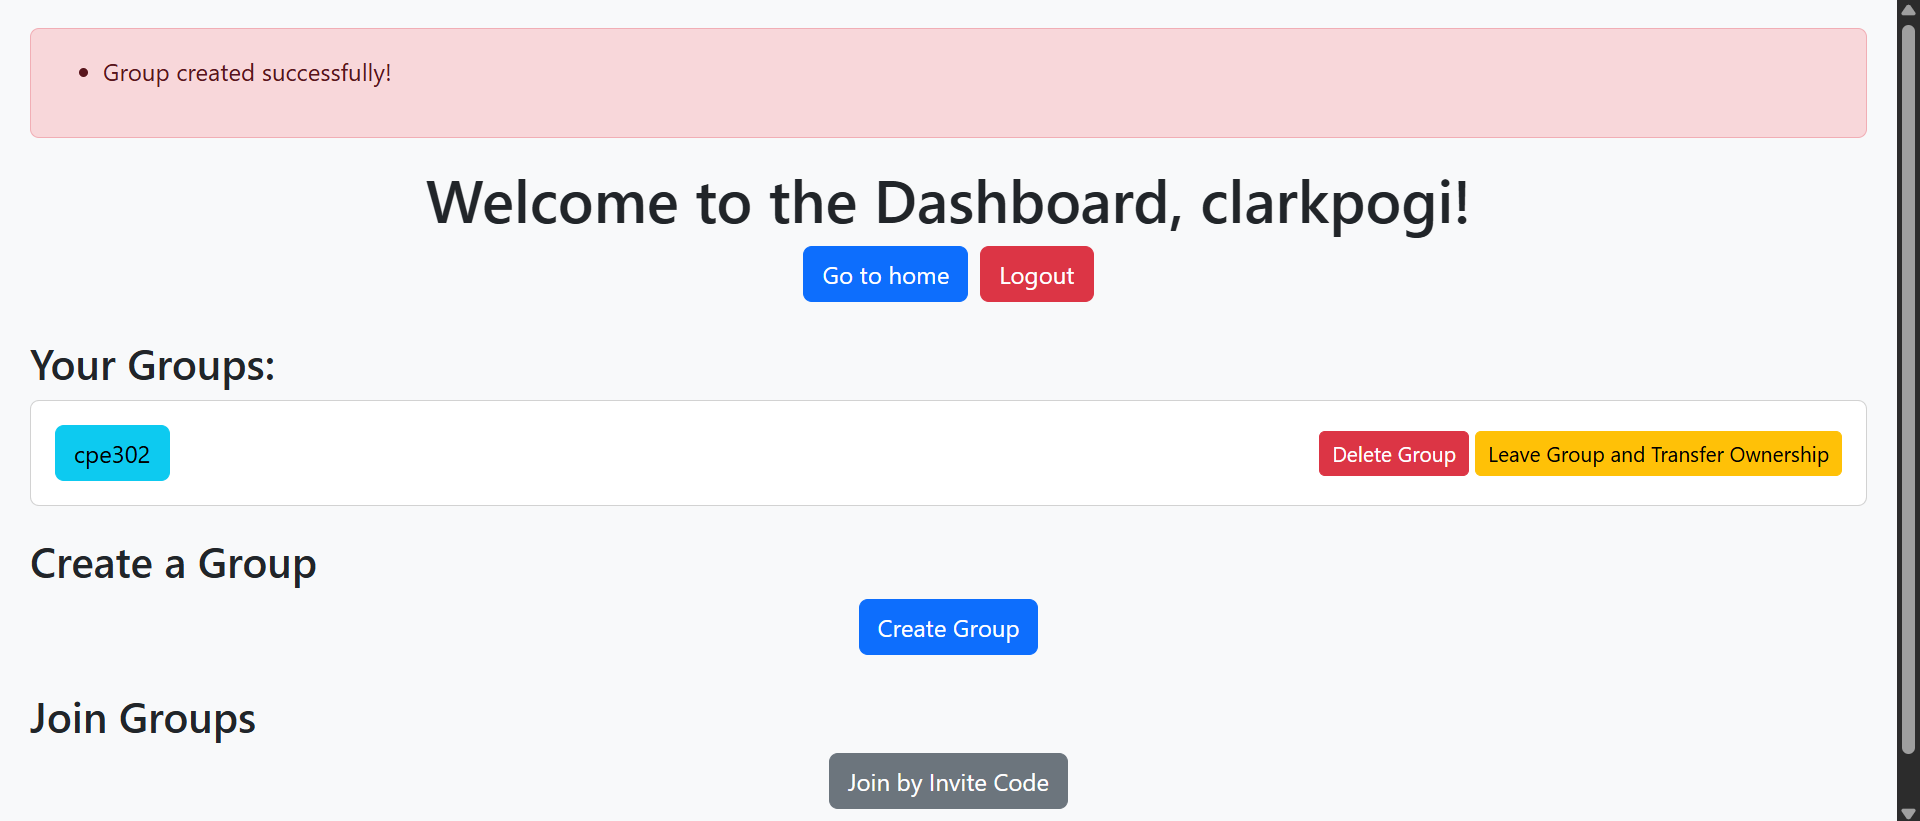 Group created successfully!
Welcome to the Dashboard, clarkpogi!
Go to home Logout
Your Groups:
cpe302 Delete Group Leave Group and Transfer Ownership
Create a Group
Create Group
Join Groups
Join by Invite Code